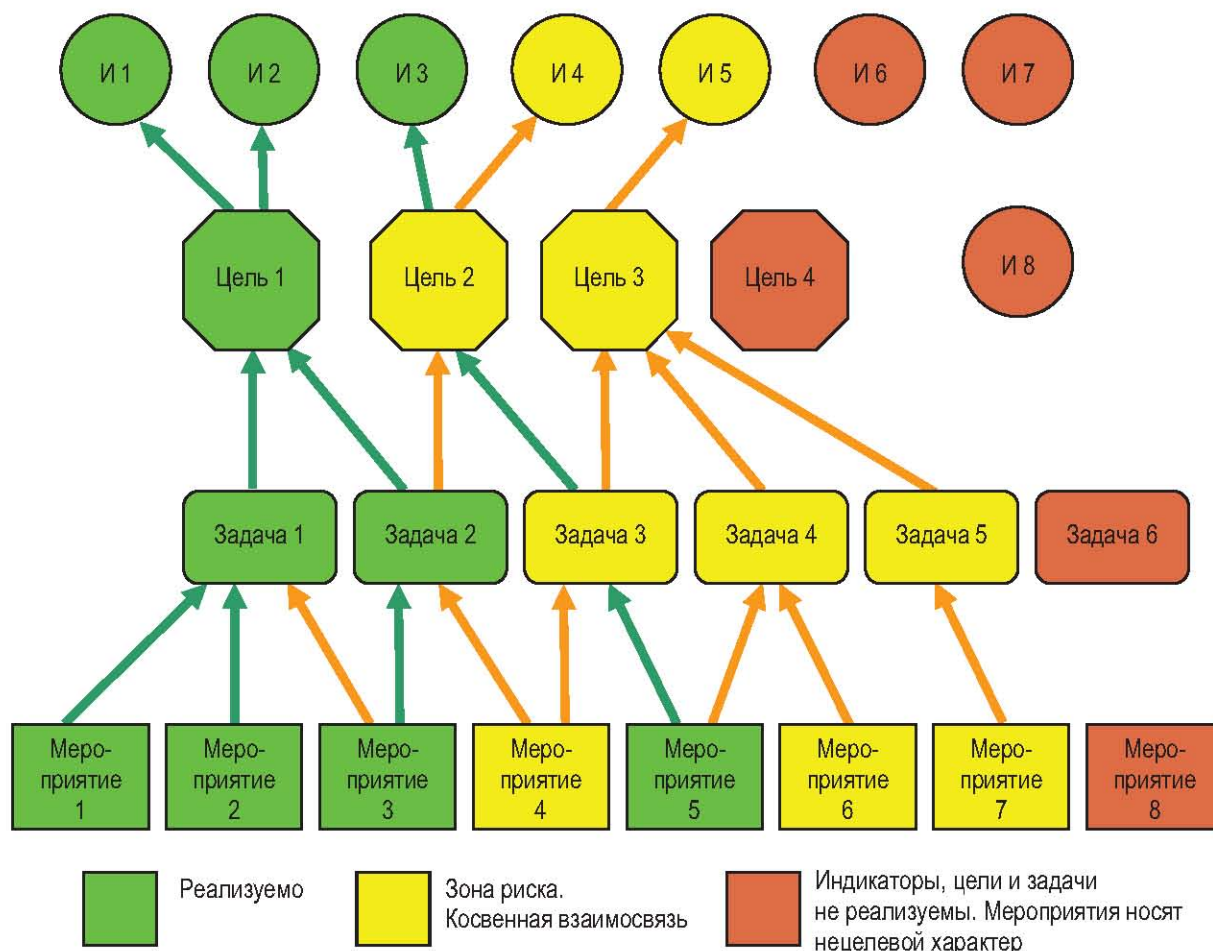 И 1
И 2
И 3
И 4
И 5
И 6
И 7
Цель 1
Цель 2
Цель 3
Цель 4
И 8
Задача 1
Задача 2
Задача 3
Задача 4
Задача 5
Задача 6
Меро-
приятие
1
Меро-
приятие
2
Меро-
приятие
3
Меро-
приятие
4
Меро-
приятие
5
Меро-
приятие
6
Меро-
приятие
7
Меро-
приятие
8
Реализуемо
Зона риска.
Косвенная взаимосвязь
Индикаторы, цели и задачи
не реализуемы. Мероприятия носят
нецелевой характер